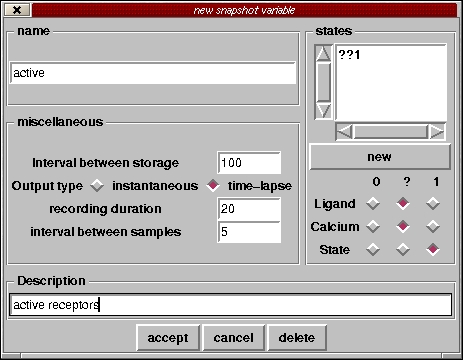 new snapshot variable
name
active
miscellaneous
Interval between storage 100
Output type instantaneous time-lapse
recording duration 20
interval between samples 5
states
??1
new
0 ? 1
Ligand
Calcium
State
Description
active receptors
accept cancel delete